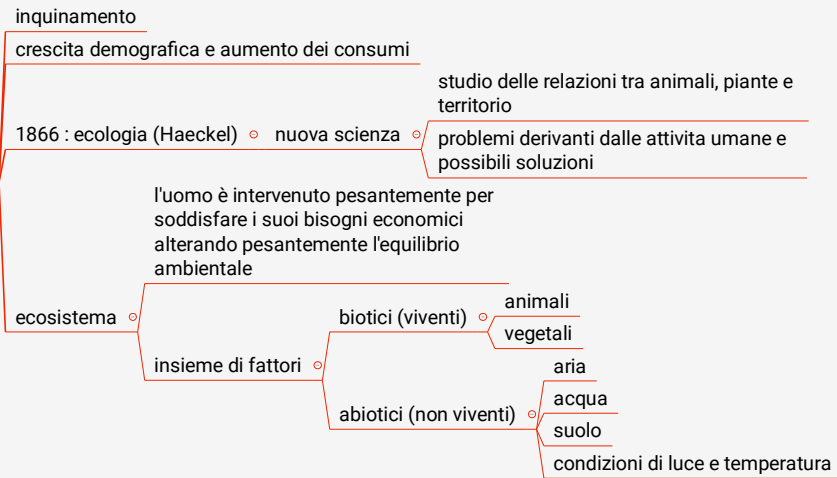 inquinamento
crescita demografica e aumento dei consumi
1866 : ecologia (Haeckel)
nuova scienza
studio delle relazioni tra animali, piante e
territorio
problemi derivanti dalle attivita umane e
possibili soluzioni
ecosistema
l'uomo è intervenuto pesantemente per
soddisfare i suoi bisogni economici
alterando pesantemente l'equilibrio
ambientale
insieme di fattori
biotici (viventi)
animali
vegetali
abiotici (non viventi)
aria
acqua
suolo
condizioni di luce e temperatura